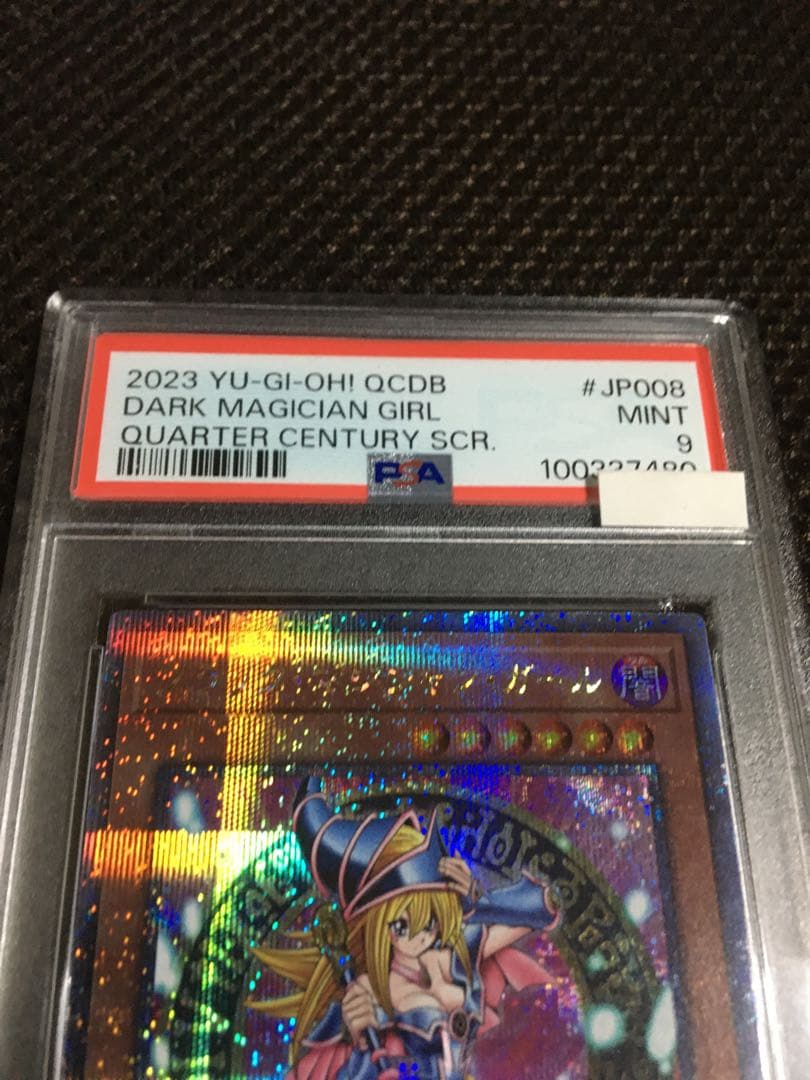 2023 YU-GI-OH! QCDB #JP008
DARK MAGICIAN GIRL MINT
QUARTER CENTURY SCR. 9
PSA 100337480
ガール 闇